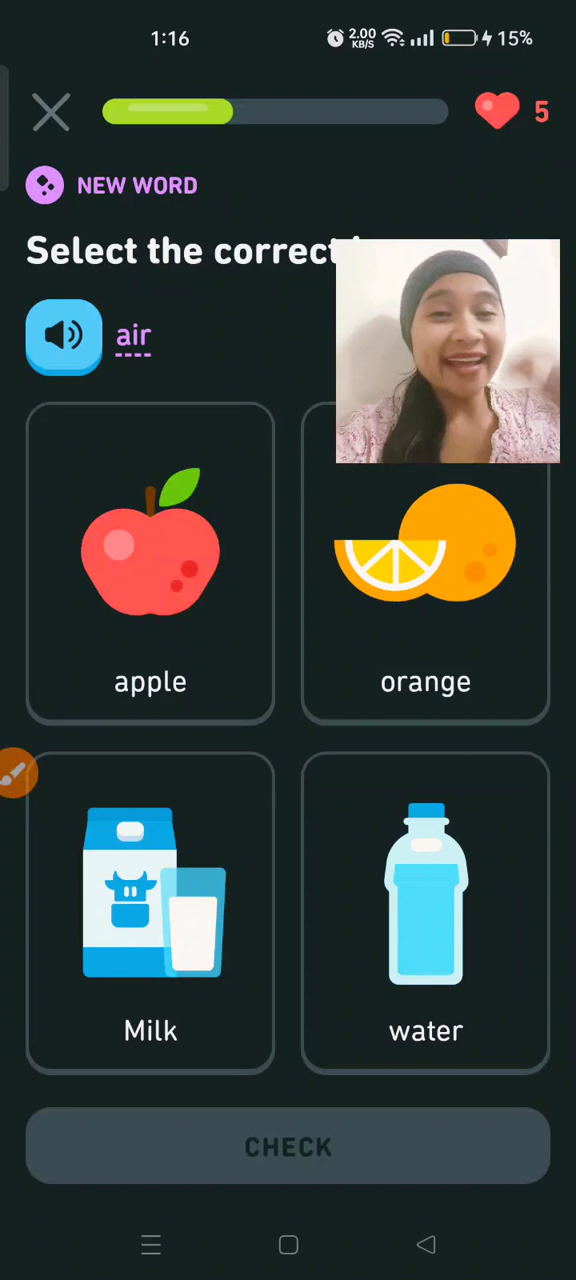 1:16
2.00
KB/S
15%
5
NEW WORD
Select the correct
air
apple
orange
Milk
water
CHECK